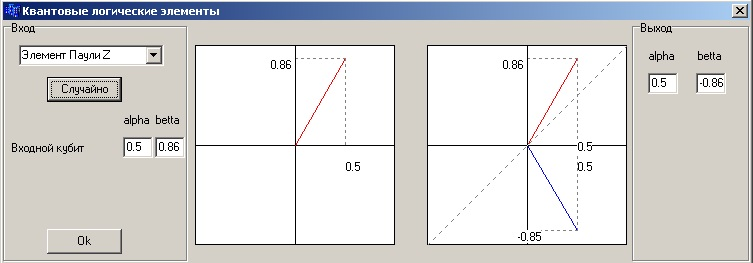 Квантовые логические элементы
Вход
Элемент Паули Z
Случайно
alpha betta
Входной кубит 0.5 0.86
Ok
0.86
0.5
0.86
0.5
0.5
-0.85
Выход
alpha betta
0.5 -0.86